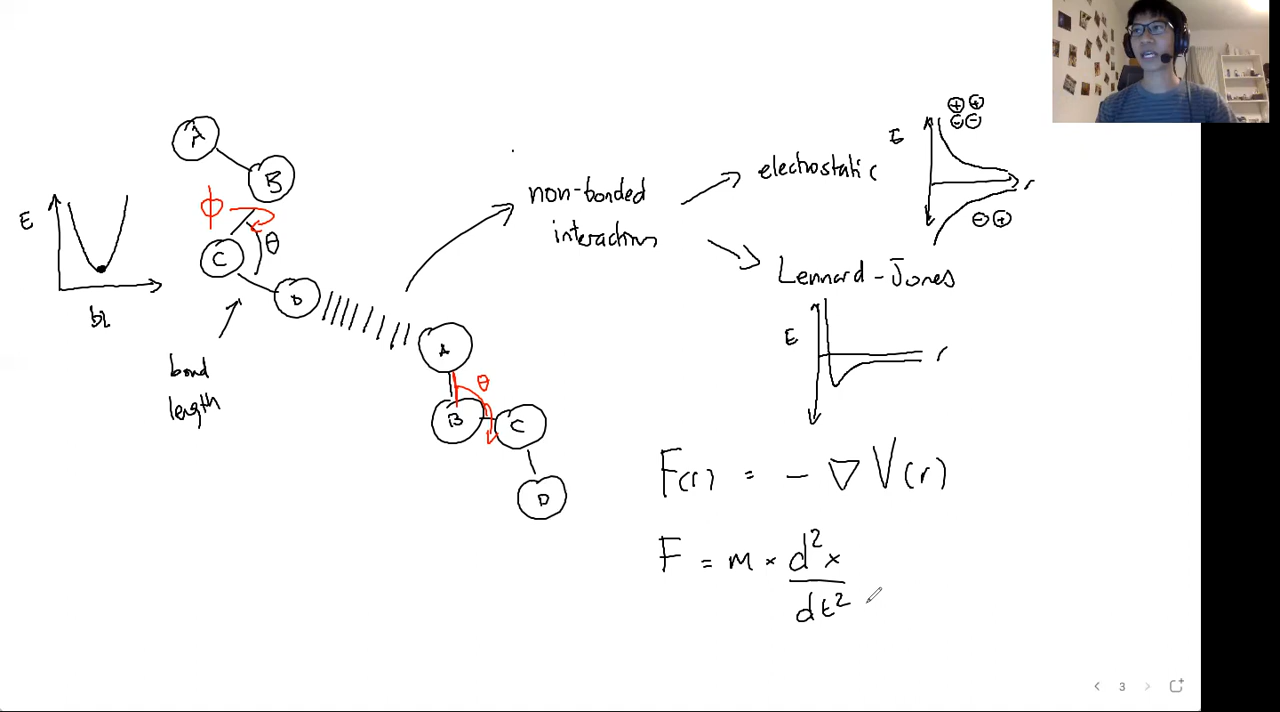 A
B
E
ϕ
θ
C
D
bl
bond
length
non-bonded
interactions
electrostatic
E
+ +
- -
r
- +
Lennard-Jones
E
r
A
θ
B
C
D
F(r) = - ∇ V(r)
F = m × d²x
dt²
3